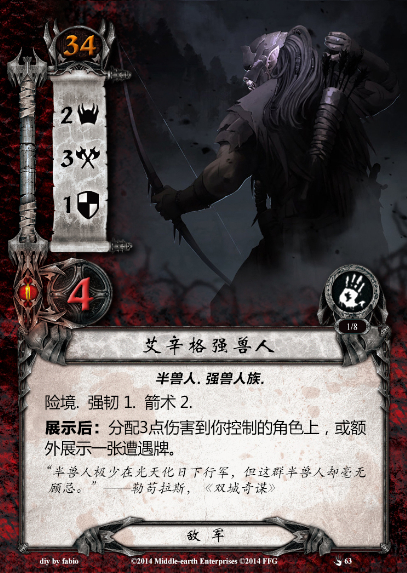 34
2
3
1
4
1/8
艾辛格强兽人
半兽人. 强兽人族.
险境. 强韧 1. 箭术 2.
展示后：分配3点伤害到你控制的角色上，或额
外展示一张遭遇牌。
“半兽人极少在光天化日下行军，但这群半兽人却毫无
顾忌。”——勒苟拉斯，《双城奇谋》
敌军
diy by fabio ©2014 Middle-earth Enterprises ©2014 FFG 63